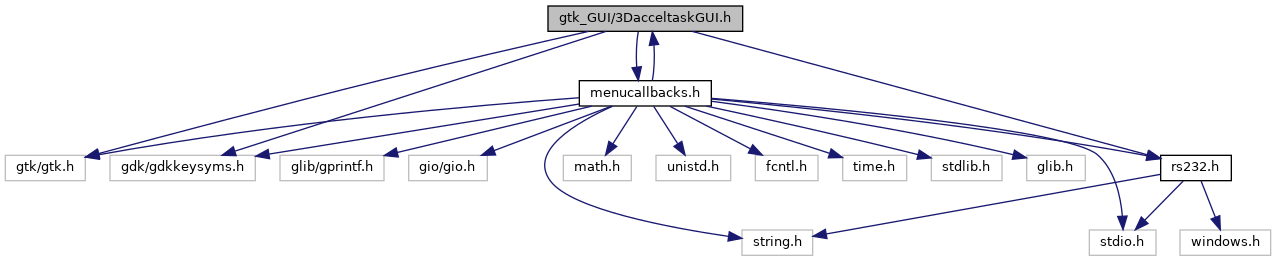 gtk_GUI/3DacceltaskGUI.h
menucallbacks.h
gtk/gtk.h
gdk/gdkkeysyms.h
glib/gprintf.h
gio/gio.h
math.h
unistd.h
fcntl.h
time.h
stdlib.h
glib.h
rs232.h
string.h
stdio.h
windows.h